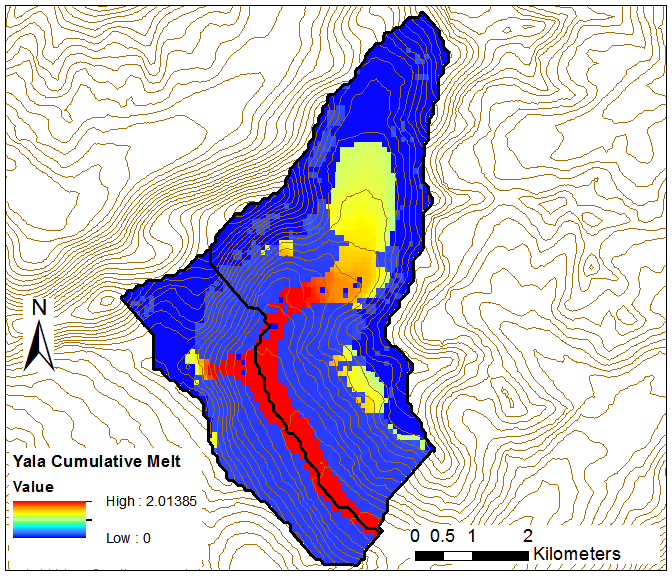 N
Yala Cumulative Melt
Value
High : 2.01385
Low : 0
0 0.5 1 2
Kilometers